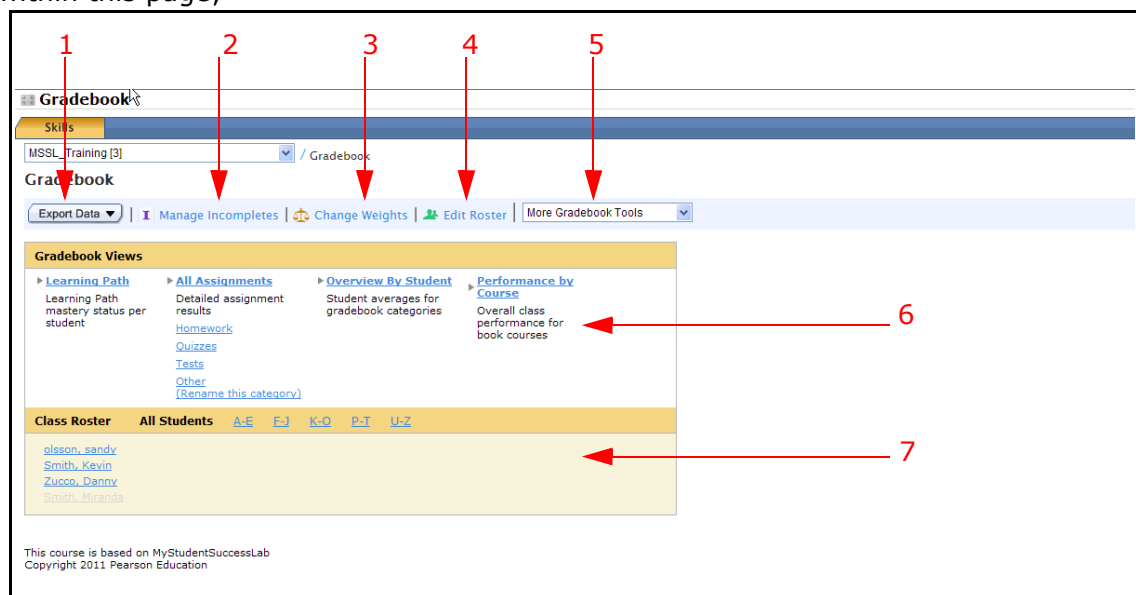 within this page)
1 2 3 4 5
Gradebook
Skills
MSSL_Training [3] / Gradebook
Gradebook
Export Data ▼ | I Manage Incompletes | Change Weights | Edit Roster | More Gradebook Tools
Gradebook Views
Learning Path
Learning Path
mastery status per
student
All Assignments
Detailed assignment
results
Homework
Quizzes
Tests
Other
(Rename this category)
Overview By Student
Student averages for
gradebook categories
Performance by
Course
Overall class
performance for
book courses
6
Class Roster All Students A-E F-J K-O P-T U-Z
olsson, sandy
Smith, Kevin
Zucco, Danny
Smith, Miranda
7
This course is based on MyStudentSuccessLab
Copyright 2011 Pearson Education